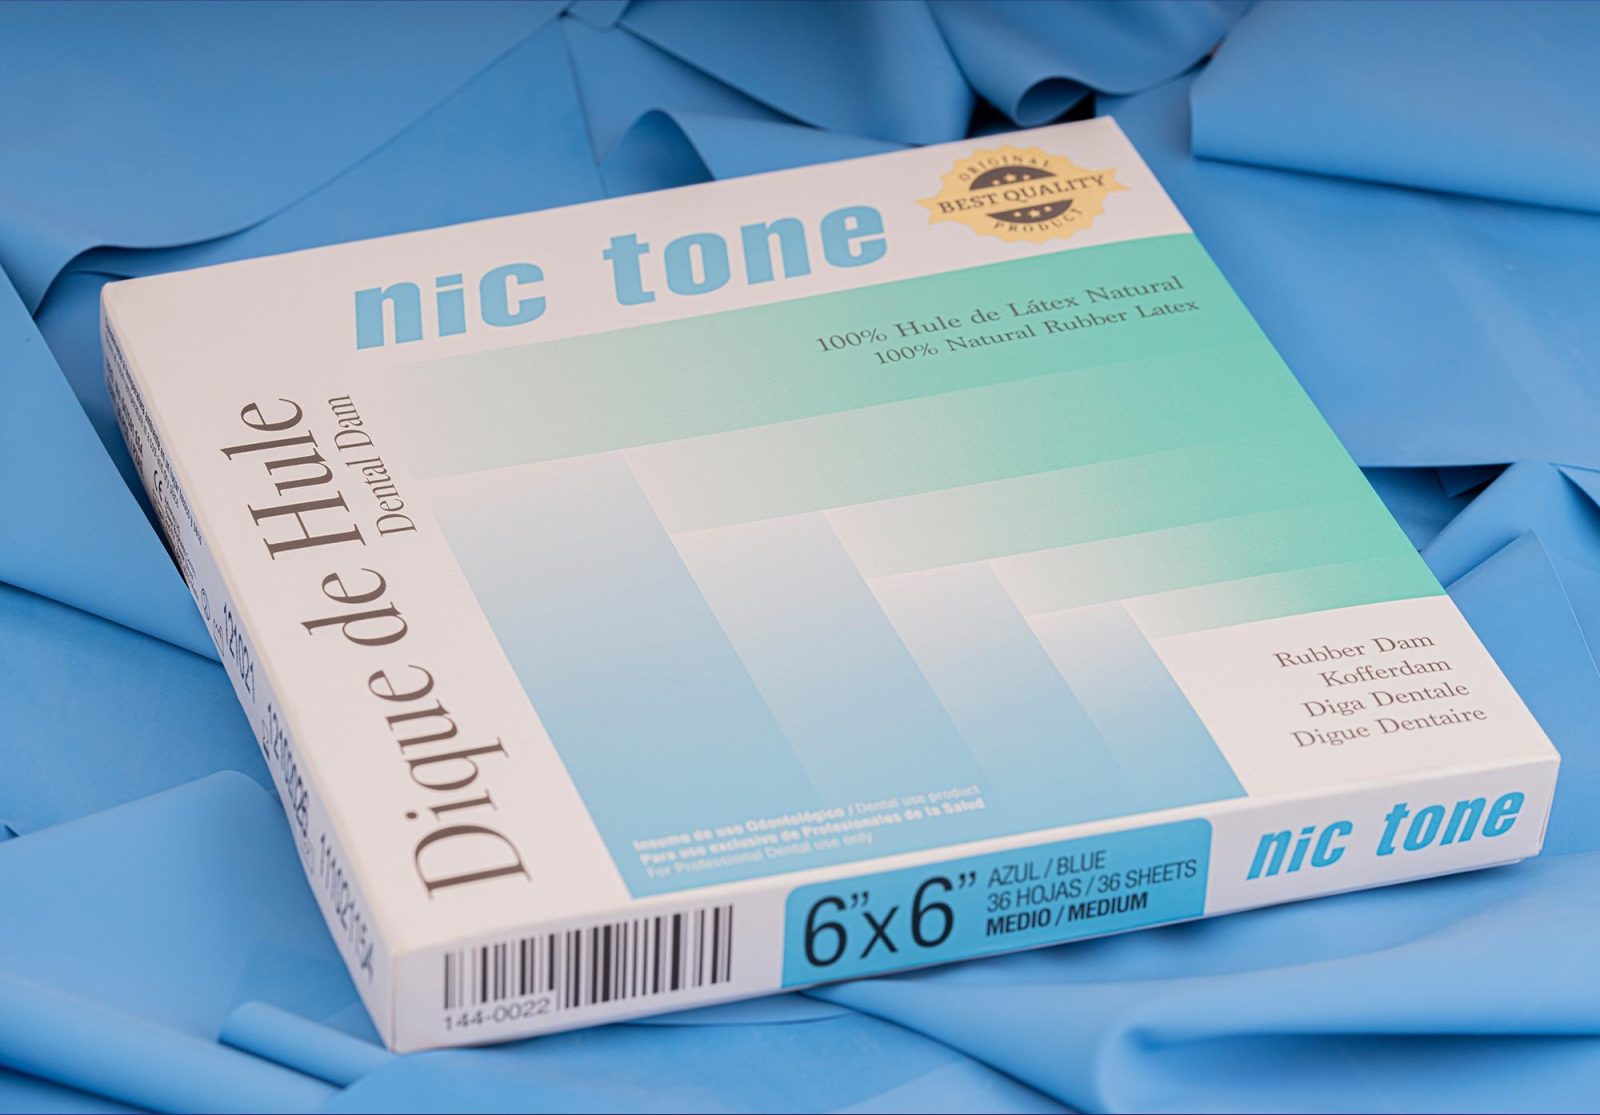 nic tone
ORIGINAL
BEST QUALITY
PRODUCT
100% Hule de Látex Natural
100% Natural Rubber Latex
Dique de Hule
Dental Dam
Rubber Dam
Kofferdam
Diga Dentale
Digue Dentaire
Insumo de uso Odontológico / Dental use product
Para uso exclusivo de Profesionales de la Salud
For Professional Dental use only
144-0022
6”x6”
AZUL / BLUE
36 HOJAS / 36 SHEETS
MEDIO / MEDIUM
nic tone
121021